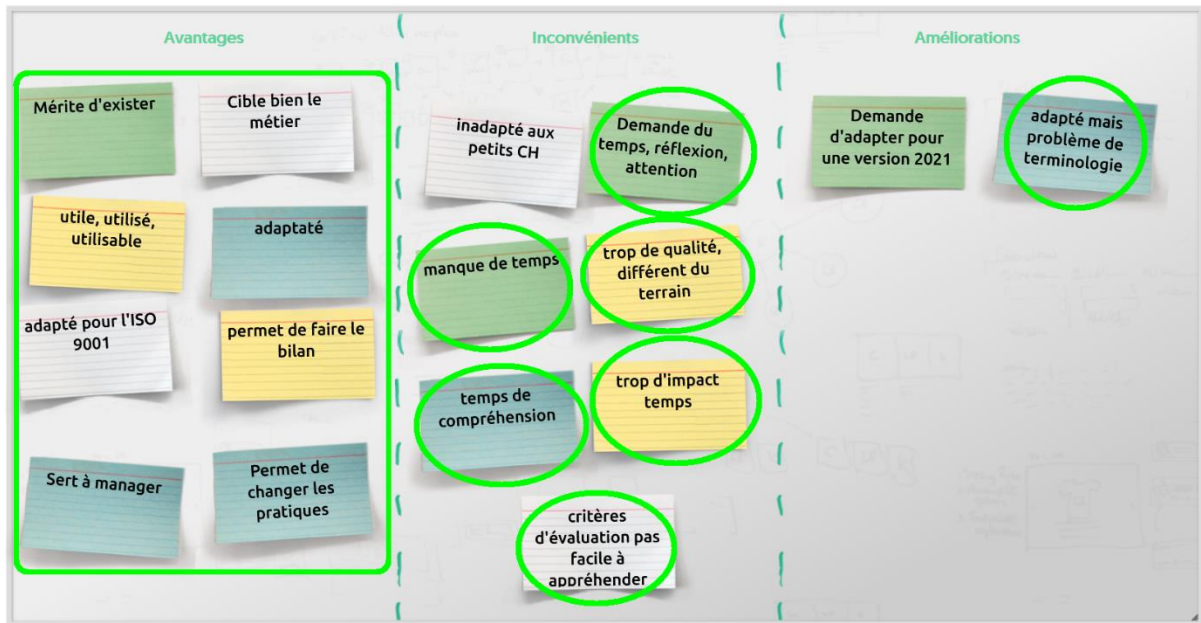 Avantages
Inconvénients
Améliorations
Mérite d'exister
Cible bien le
métier
utile, utilisé,
utilisable
adaptaté
adapté pour l'ISO
9001
permet de faire le
bilan
Sert à manager
Permet de
changer les
pratiques
inadapté aux
petits CH
Demande du
temps, réflexion,
attention
manque de temps
trop de qualité,
différent du
terrain
temps de
compréhension
trop d'impact
temps
critères
d'évaluation pas
facile à
appréhender
Demande
d'adapter pour
une version 2021
adapté mais
problème de
terminologie